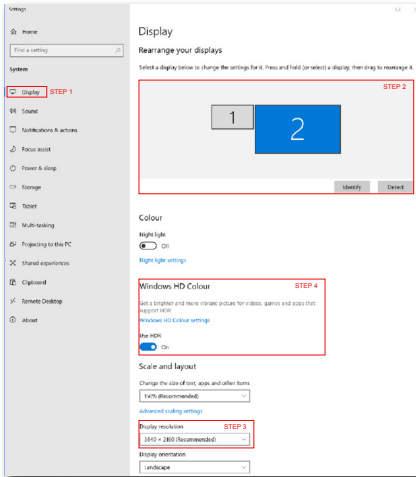 Settings
Home
Find a setting
System
Display STEP 1
Sound
Notifications & actions
Focus assist
Power & sleep
Storage
Tablet
Multi-tasking
Projecting to this PC
Shared experiences
Clipboard
Remote Desktop
About
Display
Rearrange your displays
Select a display below to change the settings for it. Press and hold (or select) a display, then drag to rearrange it.
STEP 2
1
2
Identify
Detect
Colour
Night light
Off
Night light settings
Windows HD Colour STEP 4
Get a brighter and more vibrant picture for videos, games and apps that
support HDR.
Windows HD Colour settings
Use HDR
On
Scale and layout
Change the size of text, apps and other items
150% (Recommended)
Advanced scaling settings
Display resolution STEP 3
3840 × 2160 (Recommended)
Display orientation
Landscape